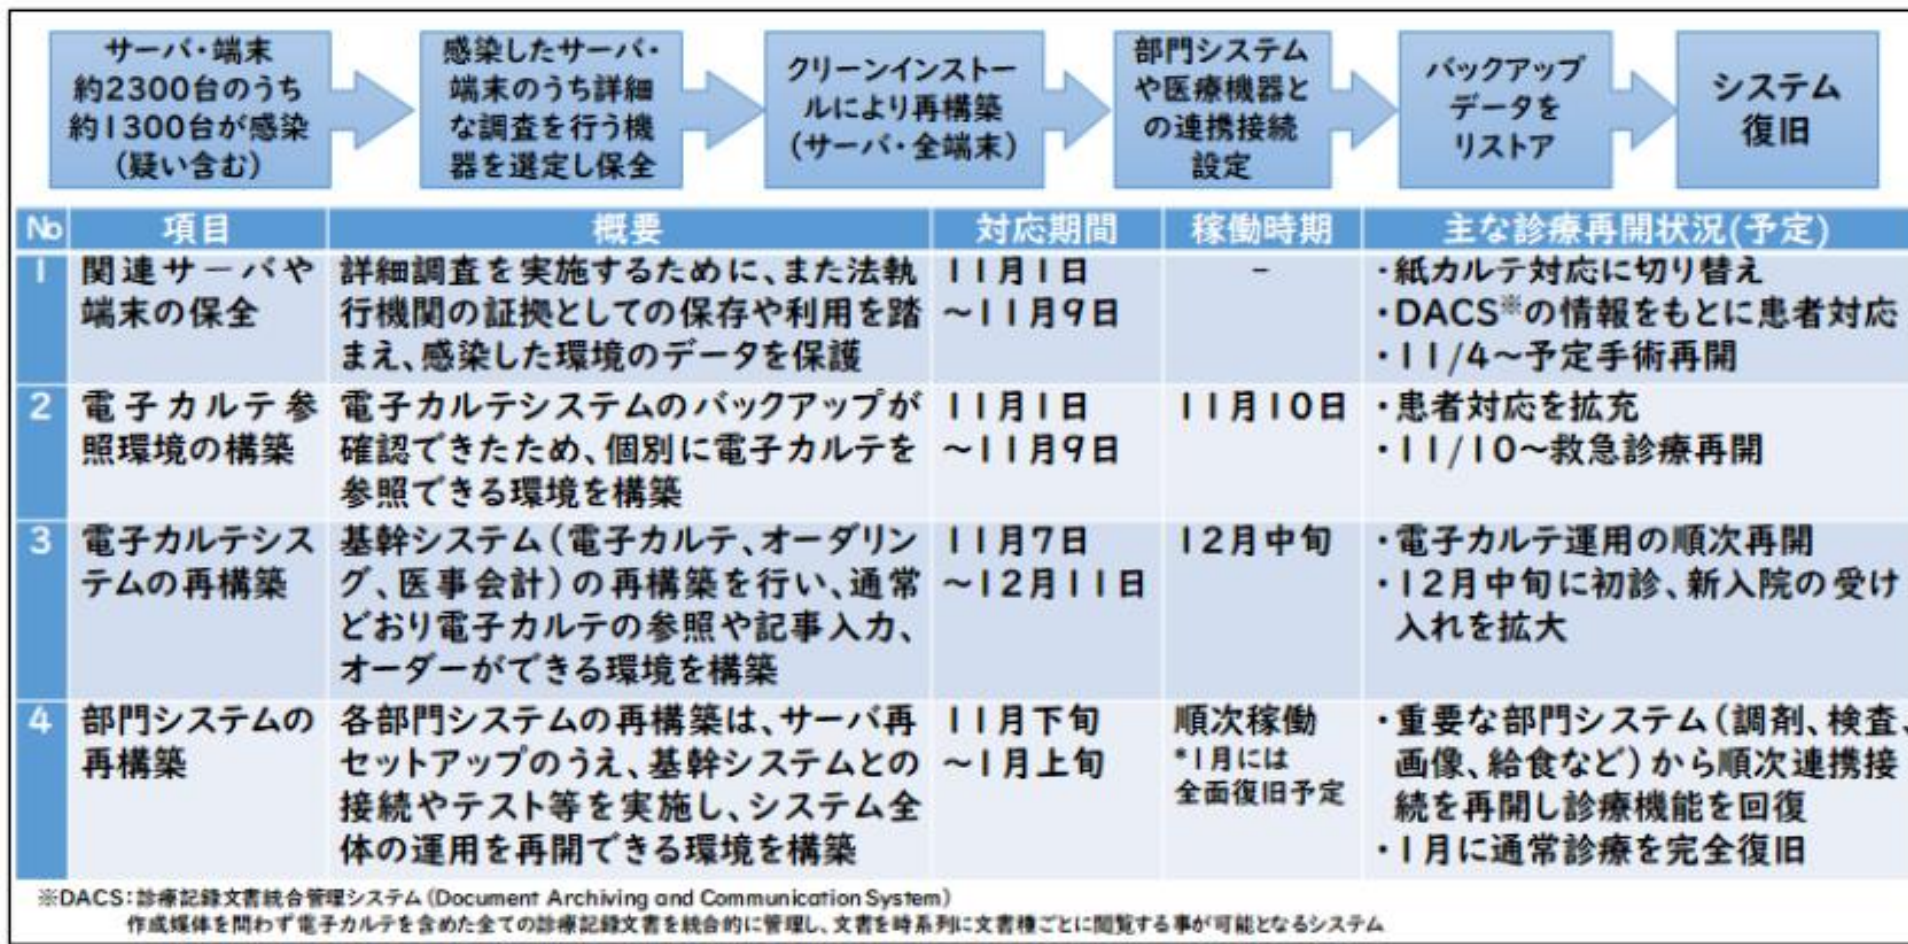 サーバ・端末
約2300台のうち
約1300台が感染
(疑い含む)
感染したサーバ・
端末のうち詳細
な調査を行う機
器を選定し保全
クリーンインストー
ルにより再構築
(サーバ・全端末)
部門システム
や医療機器と
の連携接続
設定
バックアップ
データを
リストア
システム
復旧
No 項目 概要 対応期間 稼働時期 主な診療再開状況(予定)
1 関連サーバや 詳細調査を実施するために、また法執 11月1日 - ・紙カルテ対応に切り替え
端末の保全 行機関の証拠としての保存や利用を踏 ～11月9日 ・DACS※の情報をもとに患者対応
まえ、感染した環境のデータを保護 ・11/4～予定手術再開
2 電子カルテ参 電子カルテシステムのバックアップが 11月1日 11月10日 ・患者対応を拡充
照環境の構築 確認できたため、個別に電子カルテを ～11月9日 ・11/10～救急診療再開
参照できる環境を構築
3 電子カルテシス 基幹システム(電子カルテ、オーダリン 11月7日 12月中旬 ・電子カルテ運用の順次再開
テムの再構築 グ、医事会計)の再構築を行い、通常 ～12月11日 ・12月中旬に初診、新入院の受け
どおり電子カルテの参照や記事入力、 入れを拡大
オーダーができる環境を構築
4 部門システムの 各部門システムの再構築は、サーバ再 11月下旬 順次稼働 ・重要な部門システム(調剤、検査、
再構築 セットアップのうえ、基幹システムとの ～1月上旬 *1月には 画像、給食など)から順次連携接
接続やテスト等を実施し、システム全 全面復旧予定 続を再開し診療機能を回復
体の運用を再開できる環境を構築 ・1月に通常診療を完全復旧
※DACS:診療記録文書統合管理システム(Document Archiving and Communication System)
作成媒体を問わず電子カルテを含めた全ての診療記録文書を統合的に管理し、文書を時系列に文書種ごとに閲覧する事が可能となるシステム